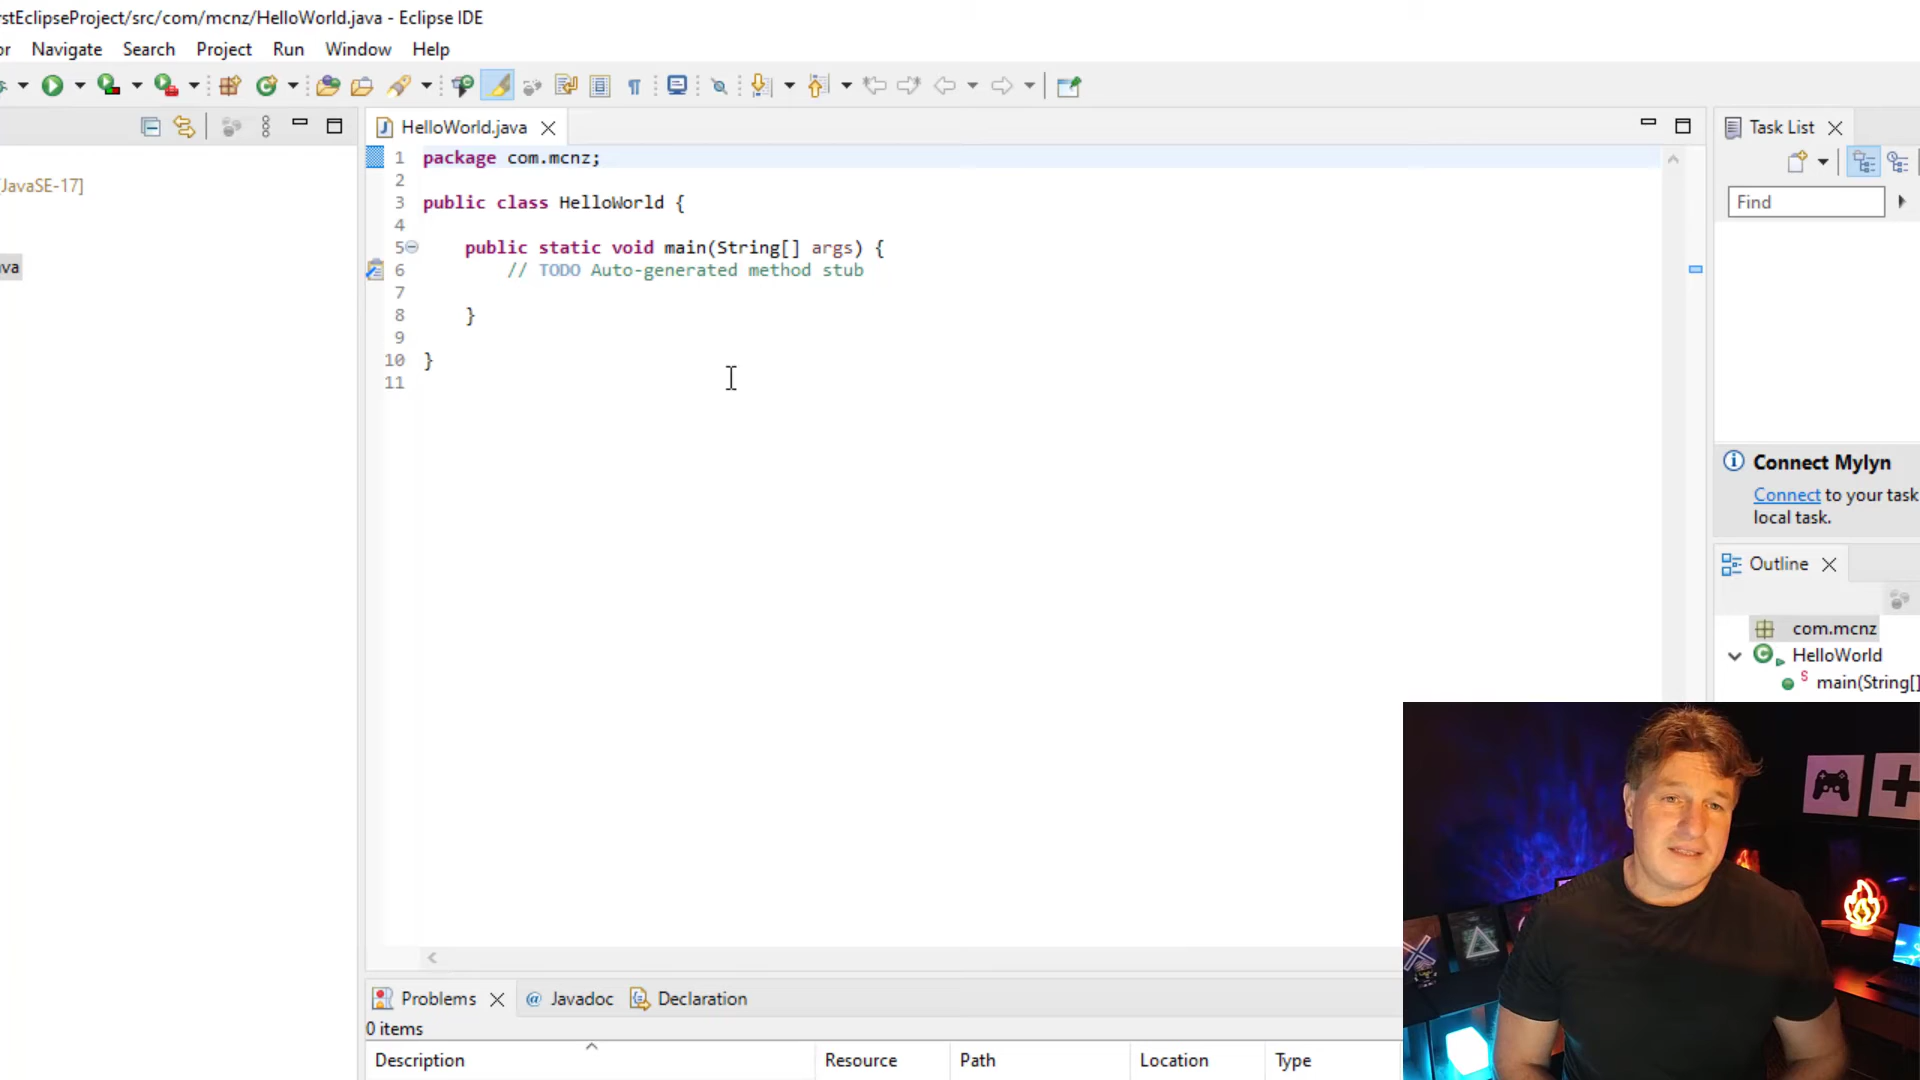 rstEclipseProject/src/com/mcnz/HelloWorld.java - Eclipse IDE
or Navigate Search Project Run Window Help
HelloWorld.java
Task List
[JavaSE-17]
va
Find
1 package com.mcnz;
2
3 public class HelloWorld {
4
5 public static void main(String[] args) {
6 // TODO Auto-generated method stub
7
8 }
9
10 }
11
Connect Mylyn
Connect to your task
local task.
Outline
com.mcnz
HelloWorld
main(String[]
Problems
Javadoc
Declaration
0 items
Description Resource Path Location Type